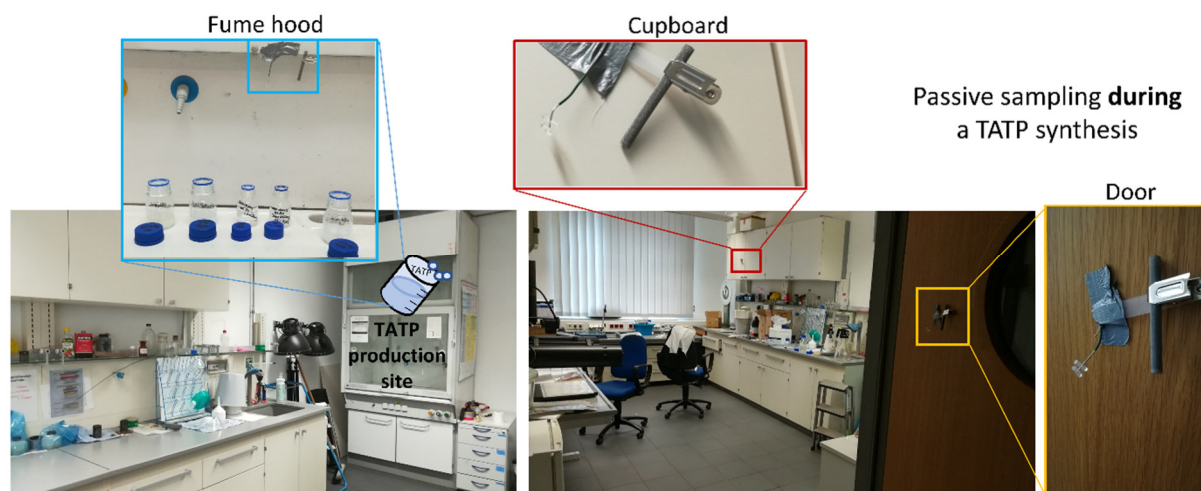 Fume hood
Cupboard
Passive sampling during
a TATP synthesis
Door
TATP
TATP
production
site